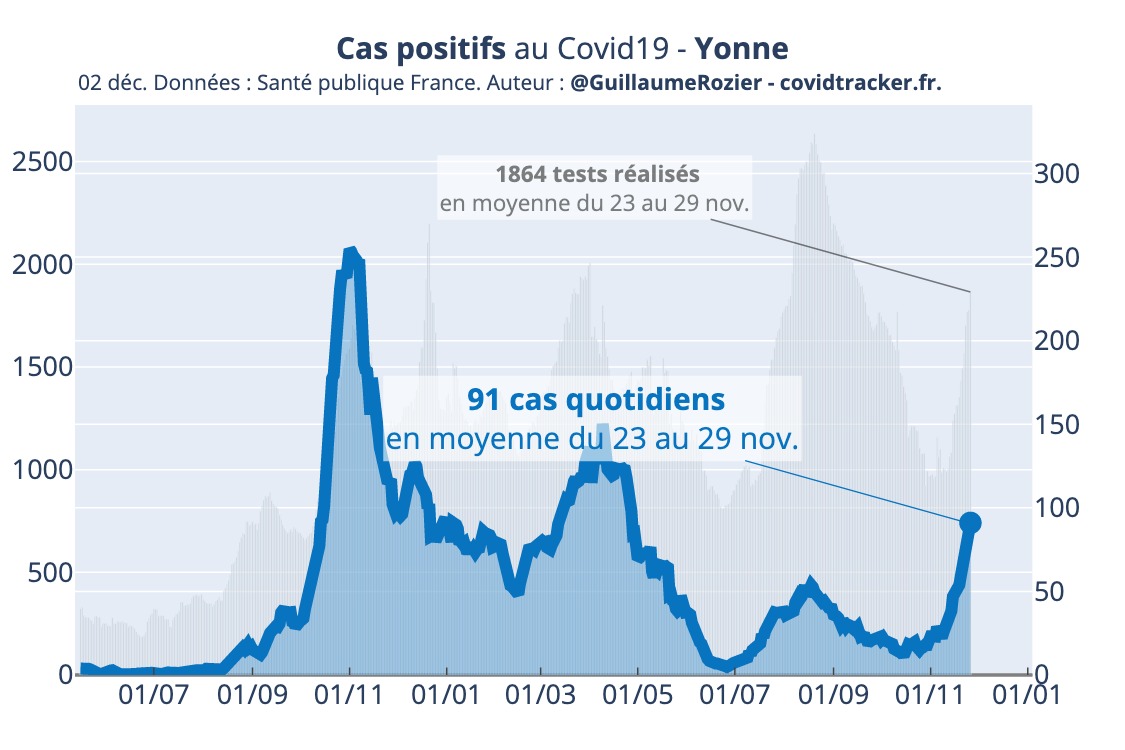 Cas positifs au Covid19 - Yonne
02 déc. Données : Santé publique France. Auteur : @GuillaumeRozier - covidtracker.fr.
2500
2000
1500
1000
500
0
1864 tests réalisés
en moyenne du 23 au 29 nov.
91 cas quotidiens
en moyenne du 23 au 29 nov.
300
250
200
150
100
50
0
01/07 01/09 01/11 01/01 01/03 01/05 01/07 01/09 01/11 01/01